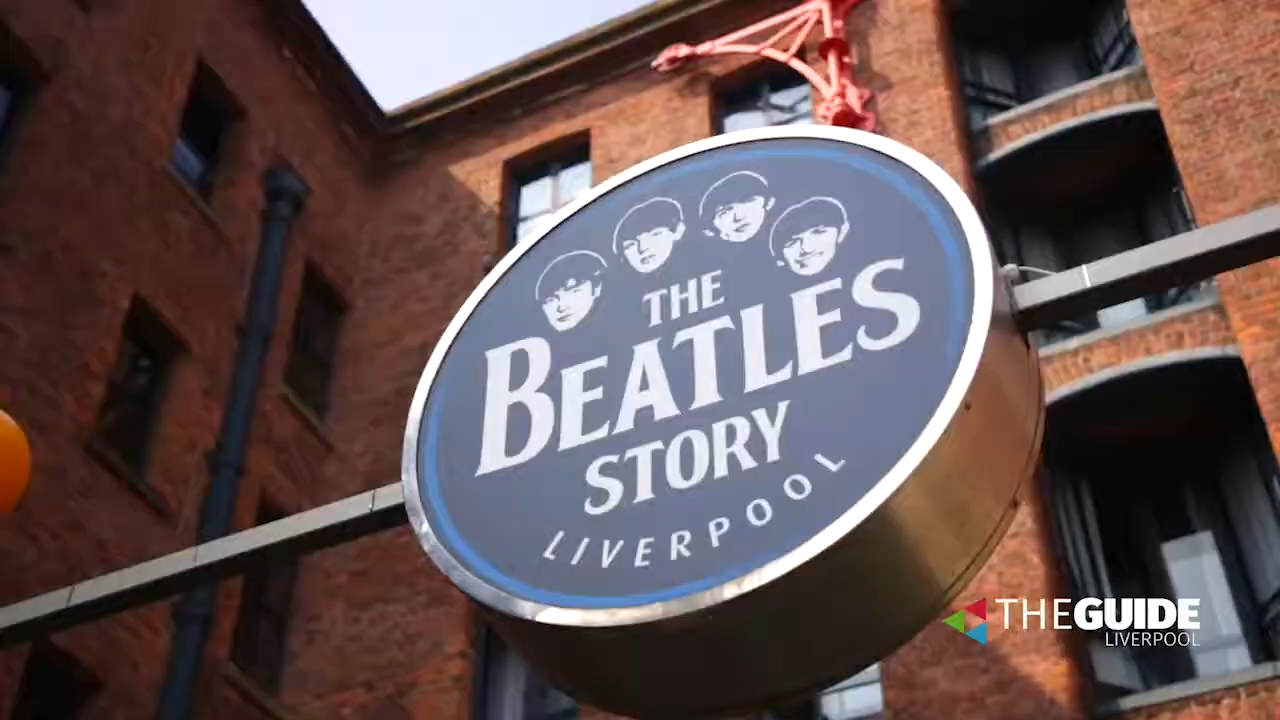 THE
BEATLES
STORY
LIVERPOOL
THEGUIDE
LIVERPOOL